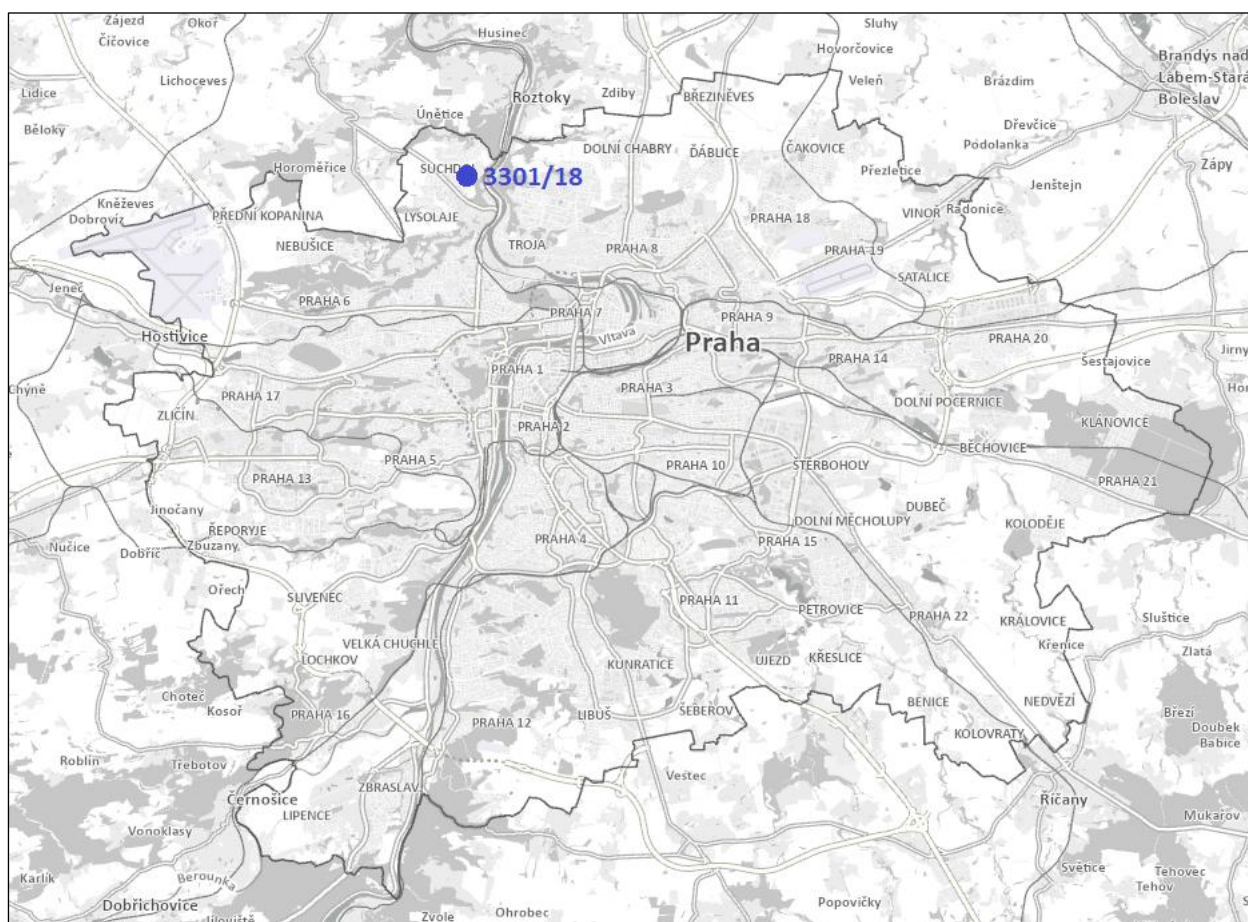 Zájezd
Okoř
Číčovice
Husinec
Sluhy
Hovorčovice
Brandýs nad
Labem-Stará
Boleslav
Lichoceves
Lidice
Roztoky
Zdiby
BŘEZINĚVES
Veleň
Brázdim
Běloky
Únětice
Dřevčice
Podolanka
Horoměřice
DOLNÍ CHABRY
ĎÁBLICE
ČAKOVICE
Přezletice
Zápy
3301/18
Jenštejn
Kněževes
Dobrovíz
PŘEDNÍ KOPANINA
LYSOLAJE
PRAHA 18
VINOŘ
Radonice
NEBUŠICE
TROJA
PRAHA 8
PRAHA 19
SATALICE
Jeneč
PRAHA 6
PRAHA 7
PRAHA 9
Hostivice
Vltava
Praha
PRAHA 20
Jirny
PRAHA 1
PRAHA 14
Šestajovice
Chýně
PRAHA 17
PRAHA 3
DOLNÍ POČERNICE
ZLIČÍN
PRAHA 2
KLÁNOVICE
BĚCHOVICE
PRAHA 5
PRAHA 10
ŠTĚRBOHOLY
PRAHA 13
PRAHA 21
Jinočany
DUBEČ
ŘEPORYJE
DOLNÍ MĚCHOLUPY
KOLODĚJE
Nučice
Dobříč
Zbuzany
PRAHA 4
PRAHA 15
Ořech
SLIVENEC
PRAHA 11
PETROVICE
PRAHA 22
KRÁLOVICE
Sluštice
VELKÁ CHUCHLE
Křenice
Zlatá
LOCHKOV
KUNRATICE
UJEZD
KŘESLICE
Choteč
Kosoř
BENICE
NEDVĚZÍ
Březí
PRAHA 16
PRAHA 12
LIBUŠ
ŠEBEROV
Doubek
KOLOVRATY
Babice
Roblín
Třebotov
Vestec
ZBRASLAV
Černošice
Říčany
LIPENCE
Mukařov
Vonoklasy
Karlík
Berounka
Světice
Tehovec
Tehov
Dobřichovice
Popovičky
Jíloviště
Zvole
Ohrobec